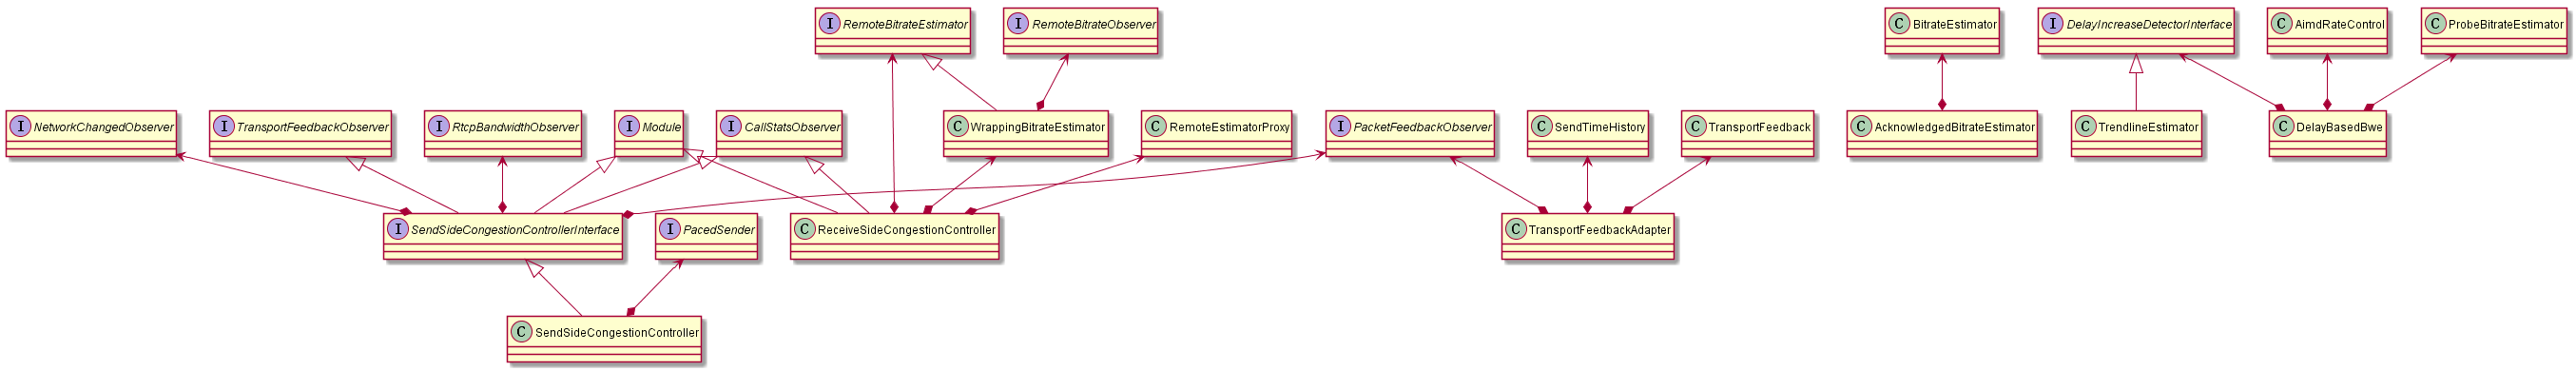 I RemoteBitrateEstimator
I RemoteBitrateObserver
C BitrateEstimator
I DelayIncreaseDetectorInterface
C AimdRateControl
C ProbeBitrateEstimator
I NetworkChangedObserver
I TransportFeedbackObserver
I RtcpBandwidthObserver
I Module
I CallStatsObserver
C WrappingBitrateEstimator
C RemoteEstimatorProxy
I PacketFeedbackObserver
C SendTimeHistory
C TransportFeedback
C AcknowledgedBitrateEstimator
C TrendlineEstimator
C DelayBasedBwe
I SendSideCongestionControllerInterface
I PacedSender
C ReceiveSideCongestionController
C TransportFeedbackAdapter
C SendSideCongestionController